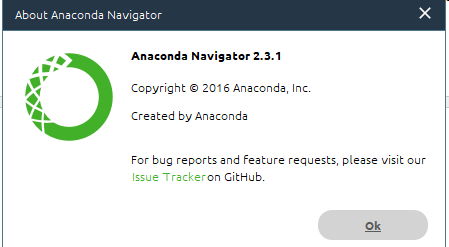 About Anaconda Navigator
Anaconda Navigator 2.3.1
Copyright © 2016 Anaconda, Inc.
Created by Anaconda
For bug reports and feature requests, please visit our
Issue Tracker on GitHub.
Ok